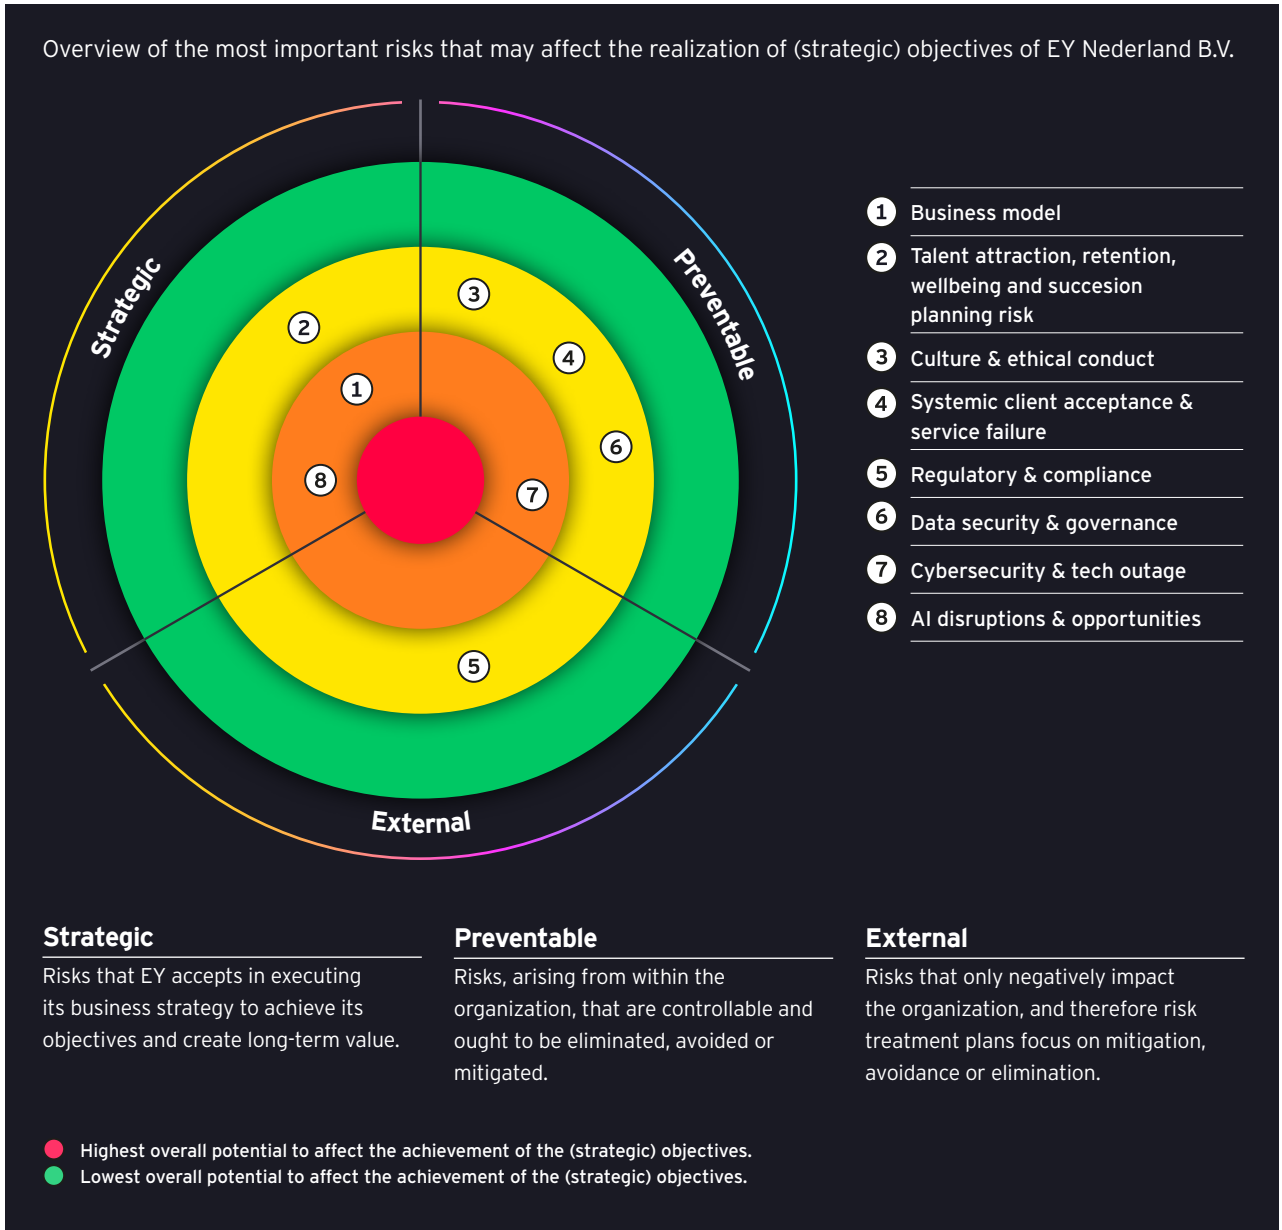 Overview of the most important risks that may affect the realization of (strategic) objectives of EY Nederland B.V.
Strategic
Preventable
External
3
2
4
1
6
8
7
5
1 Business model
2 Talent attraction, retention,
wellbeing and succesion
planning risk
3 Culture & ethical conduct
4 Systemic client acceptance &
service failure
5 Regulatory & compliance
6 Data security & governance
7 Cybersecurity & tech outage
8 AI disruptions & opportunities
Strategic
Risks that EY accepts in executing
its business strategy to achieve its
objectives and create long-term value.
Preventable
Risks, arising from within the
organization, that are controllable and
ought to be eliminated, avoided or
mitigated.
External
Risks that only negatively impact
the organization, and therefore risk
treatment plans focus on mitigation,
avoidance or elimination.
Highest overall potential to affect the achievement of the (strategic) objectives.
Lowest overall potential to affect the achievement of the (strategic) objectives.